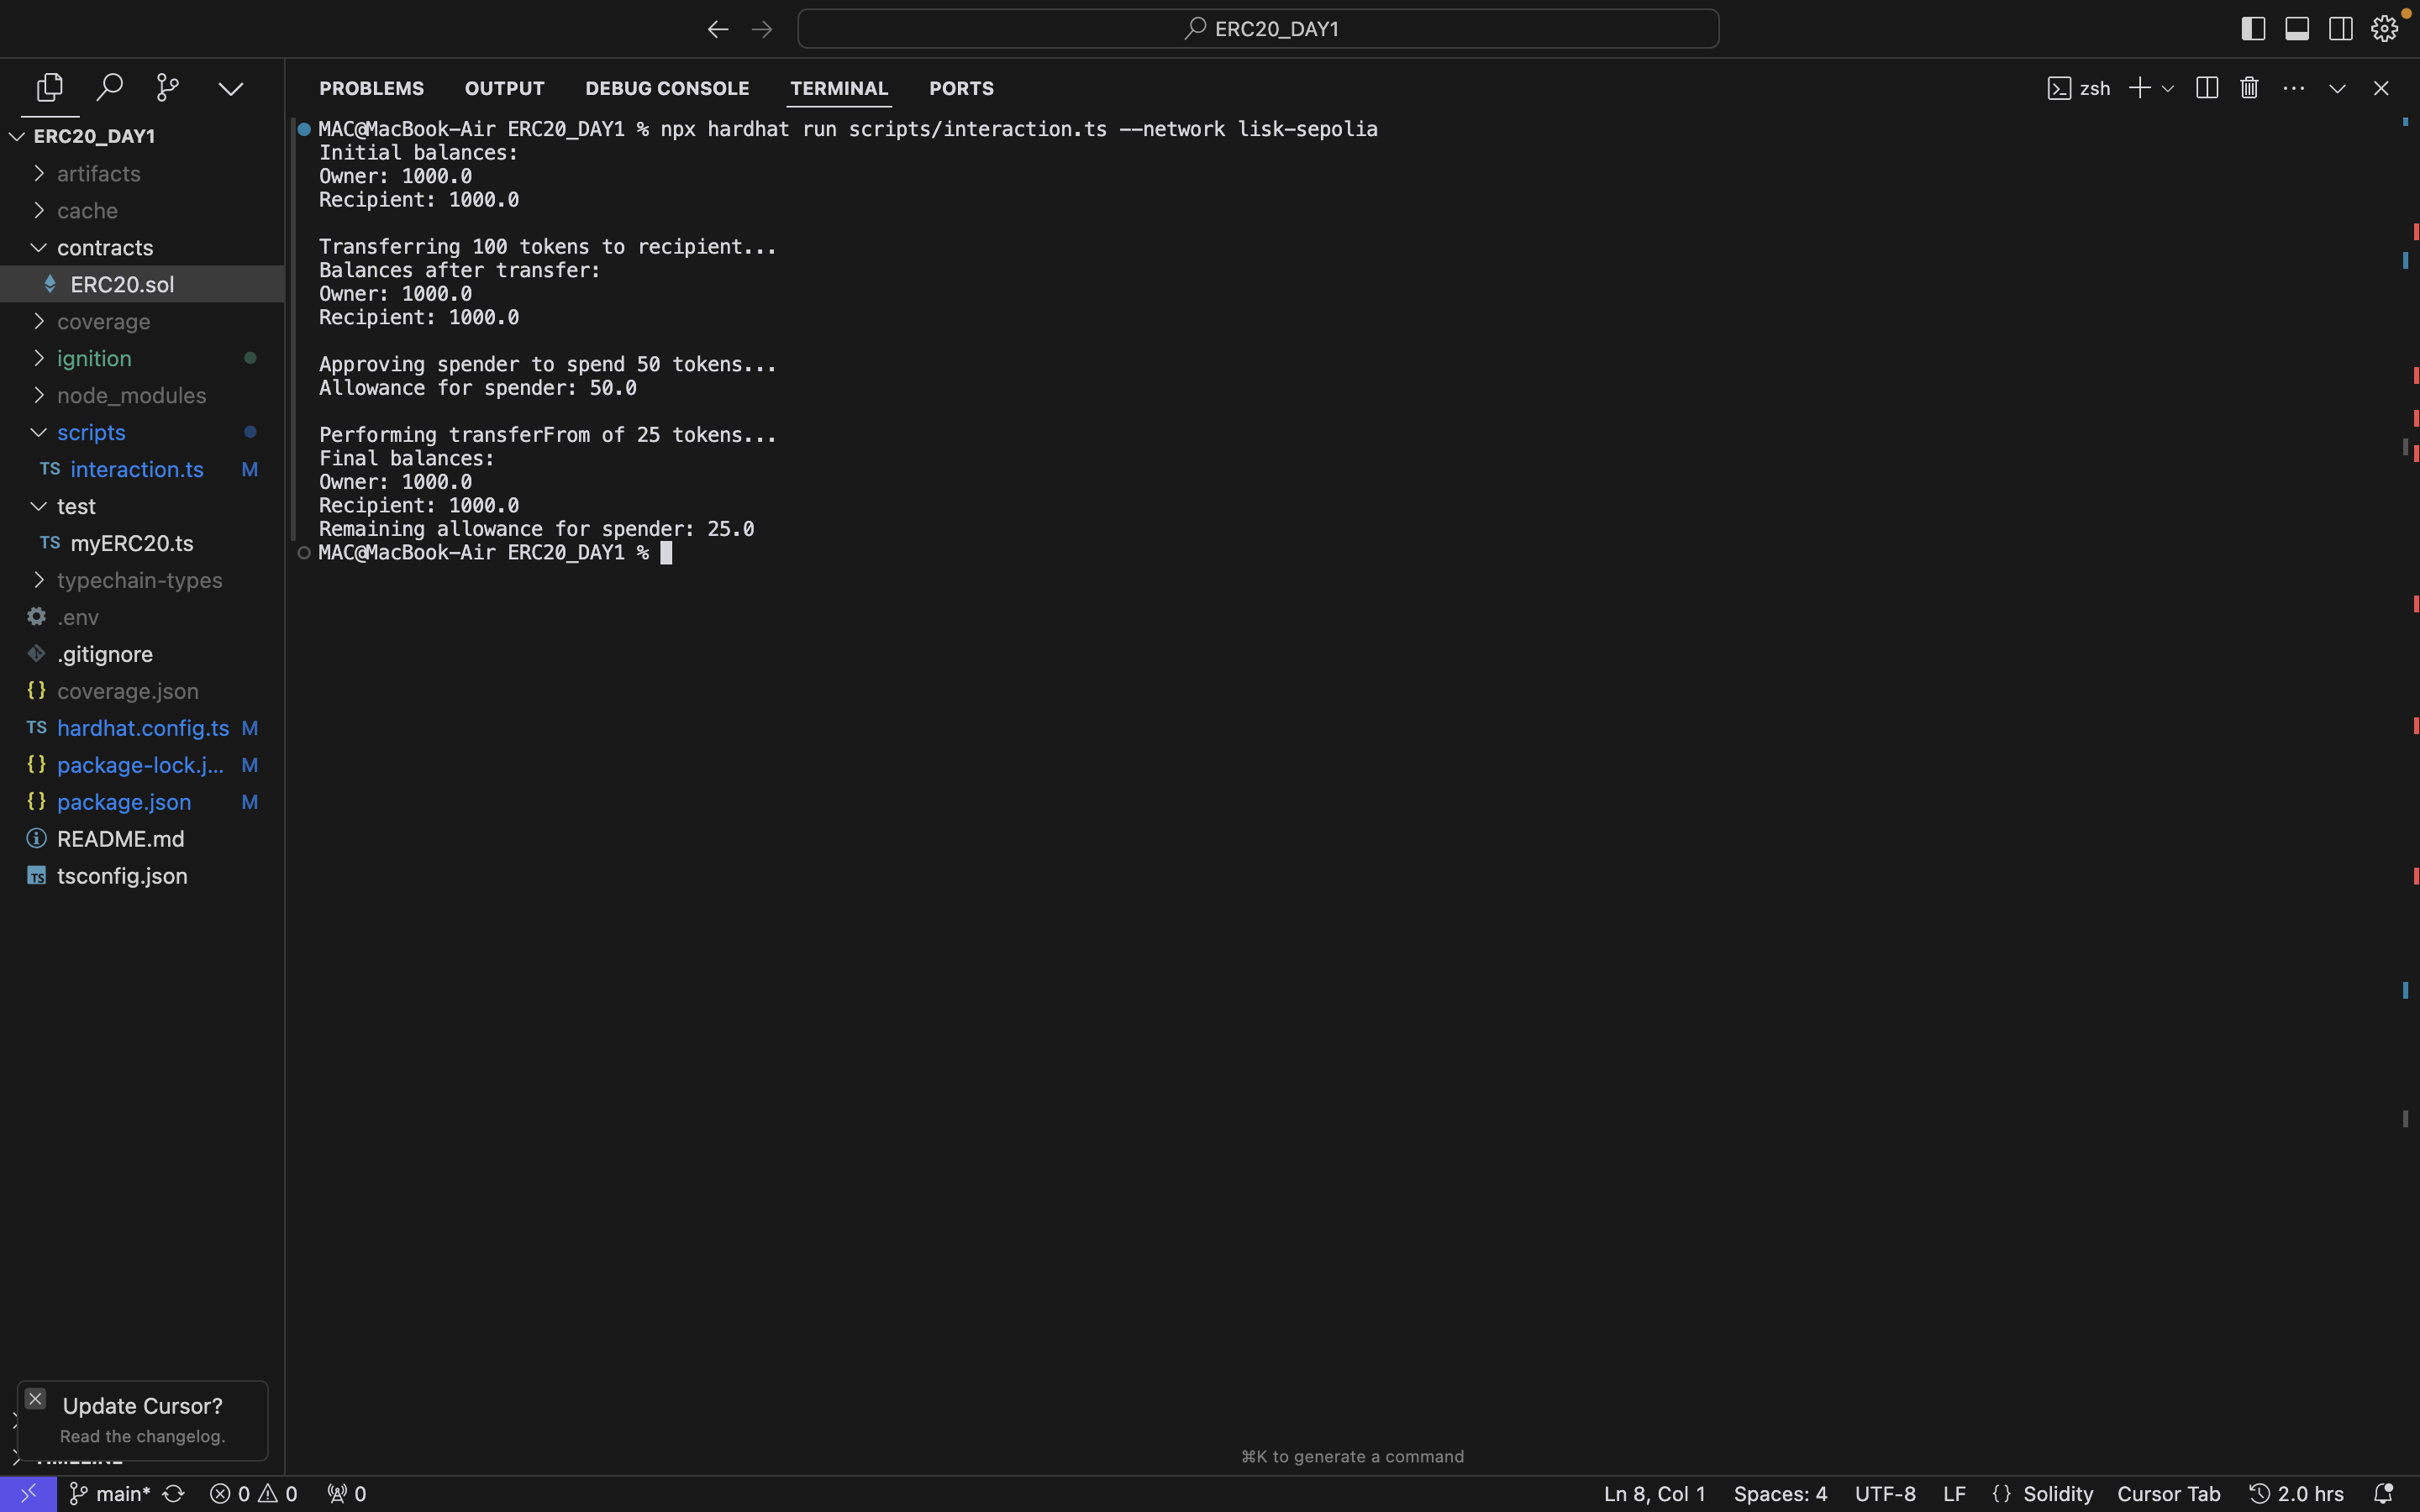 ERC20_DAY1
PROBLEMS OUTPUT DEBUG CONSOLE TERMINAL PORTS
zsh
ERC20_DAY1
artifacts
cache
contracts
ERC20.sol
coverage
ignition
node_modules
scripts
TS interaction.ts M
test
TS myERC20.ts
typechain-types
.env
.gitignore
{} coverage.json
TS hardhat.config.ts M
{} package-lock.j... M
{} package.json M
README.md
TS tsconfig.json
MAC@MacBook-Air ERC20_DAY1 % npx hardhat run scripts/interaction.ts --network lisk-sepolia
Initial balances:
Owner: 1000.0
Recipient: 1000.0
Transferring 100 tokens to recipient...
Balances after transfer:
Owner: 1000.0
Recipient: 1000.0
Approving spender to spend 50 tokens...
Allowance for spender: 50.0
Performing transferFrom of 25 tokens...
Final balances:
Owner: 1000.0
Recipient: 1000.0
Remaining allowance for spender: 25.0
MAC@MacBook-Air ERC20_DAY1 %
Update Cursor?
Read the changelog.
⌘K to generate a command
main* 0 0 0 Ln 8, Col 1 Spaces: 4 UTF-8 LF {} Solidity Cursor Tab 2.0 hrs